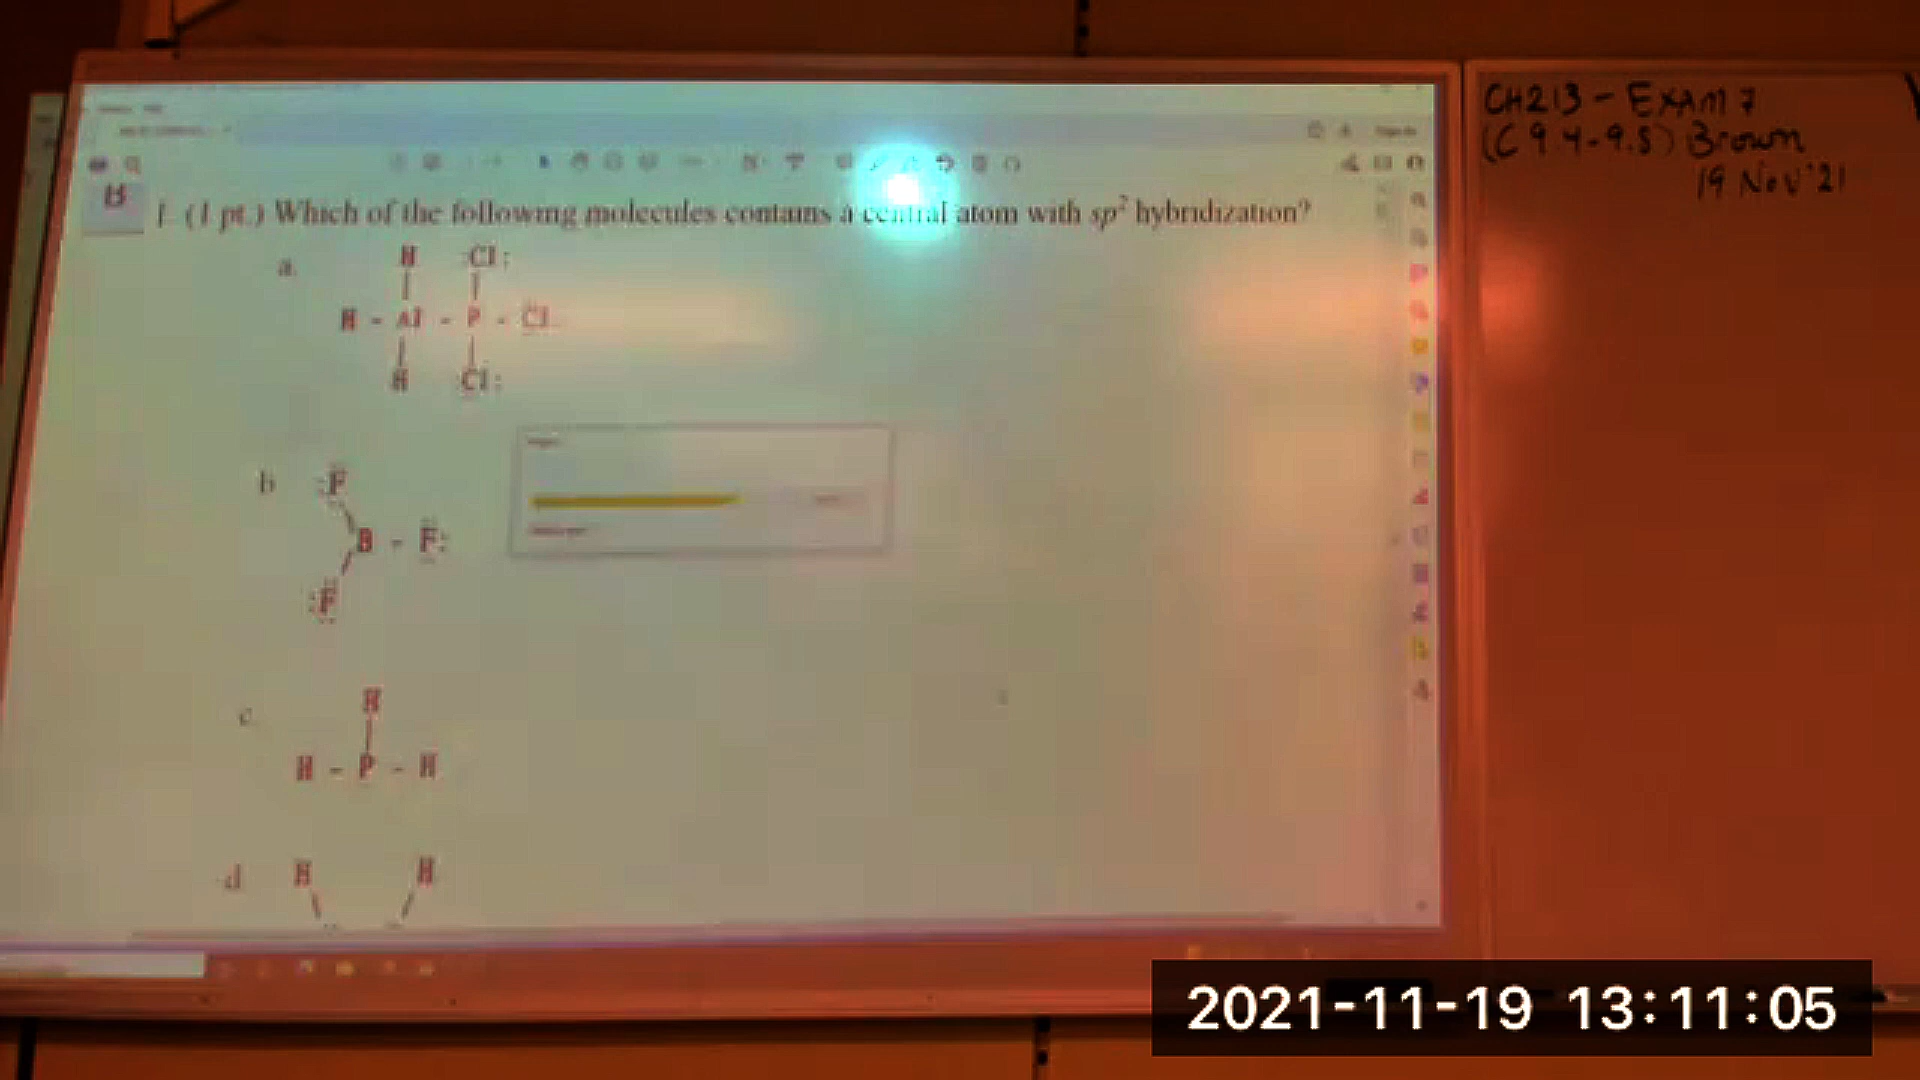 CH213 - EXAM 7
(C 9.4-9.5) Brown
19 Nov '21
B
1. (1 pt.) Which of the following molecules contains a central atom with sp² hybridization?
a.
H :Cl:
H - Al - P - Cl:
H :Cl:
b
:F
B - F:
:F
c.
H
H - P - H
d
H H
2021-11-19 13:11:05